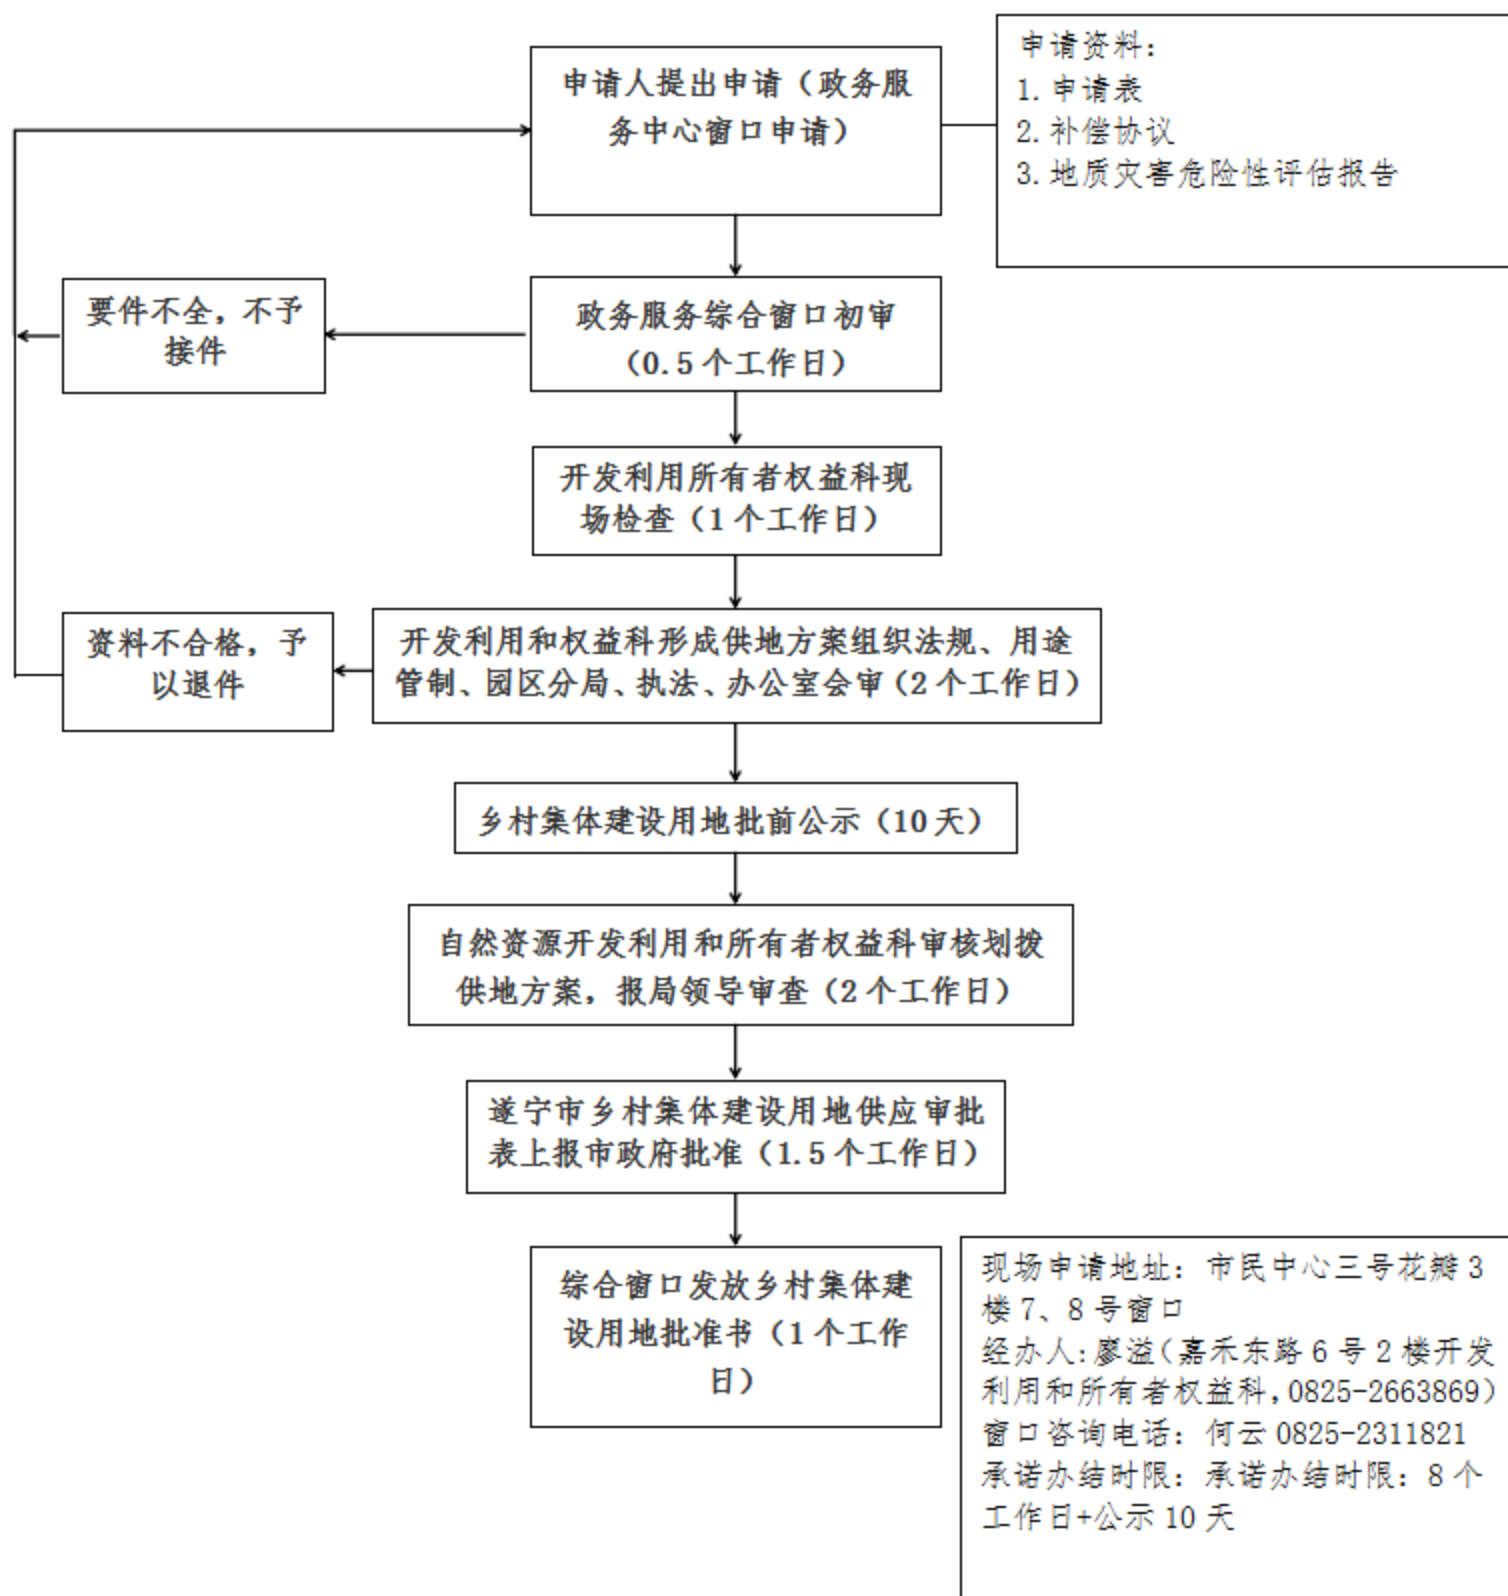 申请人提出申请（政务服
务中心窗口申请）
申请资料：
1.申请表
2.补偿协议
3.地质灾害危险性评估报告
要件不全，不予
接件
政务服务综合窗口初审
（0.5个工作日）
开发利用所有者权益科现
场检查（1个工作日）
资料不合格，予
以退件
开发利用和权益科形成供地方案组织法规、用途
管制、园区分局、执法、办公室会审（2个工作日）
乡村集体建设用地批前公示（10天）
自然资源开发利用和所有者权益科审核划拨
供地方案，报局领导审查（2个工作日）
遂宁市乡村集体建设用地供应审批
表上报市政府批准（1.5个工作日）
综合窗口发放乡村集体建
设用地批准书（1个工作
日）
现场申请地址：市民中心三号花瓣3
楼7、8号窗口
经办人:廖溢（嘉禾东路6号2楼开发
利用和所有者权益科,0825-2663869）
窗口咨询电话：何云0825-2311821
承诺办结时限：承诺办结时限：8个
工作日+公示10天